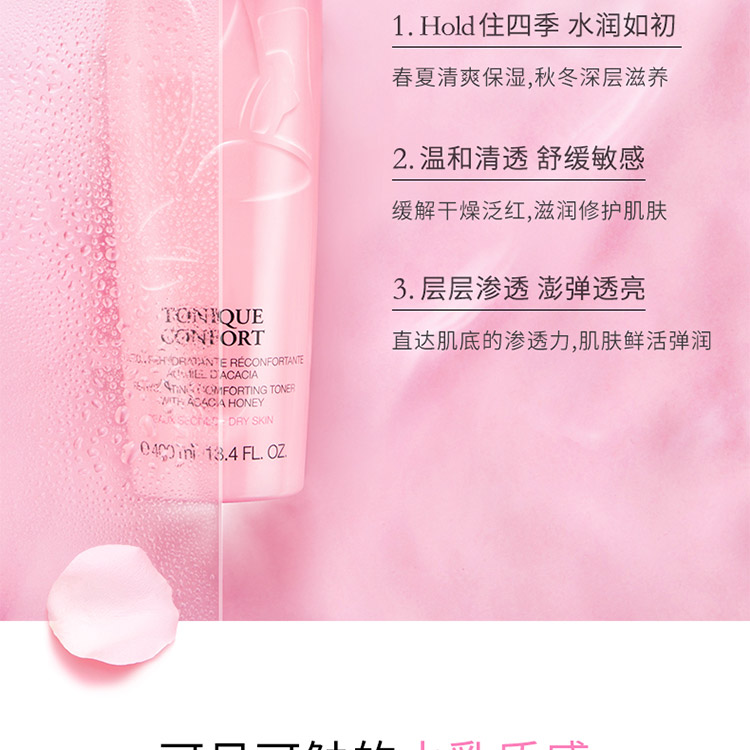 1. Hold住四季 水润如初
春夏清爽保湿,秋冬深层滋养
2. 温和清透 舒缓敏感
缓解干燥泛红,滋润修护肌肤
3. 层层渗透 澎弹透亮
直达肌底的渗透力,肌肤鲜活弹润
TONIQUE
CONFORT
RÉCONFORTANTE
D'ACACIA
COMFORTING TONER
WITH ACACIA HONEY
DRY SKIN
400 ml 13.4 FL. OZ.